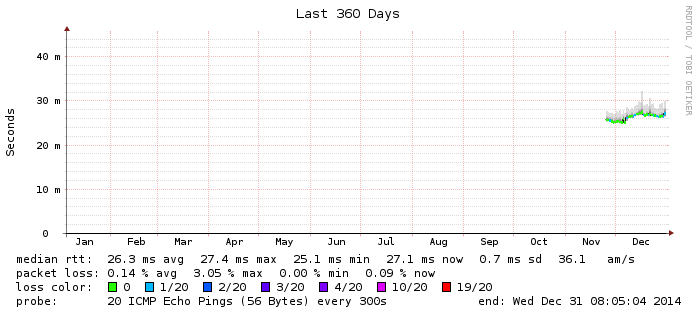 Last 360 Days
RRDTOOL / TOBI OETIKER
Seconds
40 m
30 m
20 m
10 m
0
Jan Feb Mar Apr May Jun Jul Aug Sep Oct Nov Dec
median rtt: 26.3 ms avg 27.4 ms max 25.1 ms min 27.1 ms now 0.7 ms sd 36.1 am/s
packet loss: 0.14 % avg 3.05 % max 0.00 % min 0.09 % now
loss color: 0 1/20 2/20 3/20 4/20 10/20 19/20
probe: 20 ICMP Echo Pings (56 Bytes) every 300s end: Wed Dec 31 08:05:04 2014